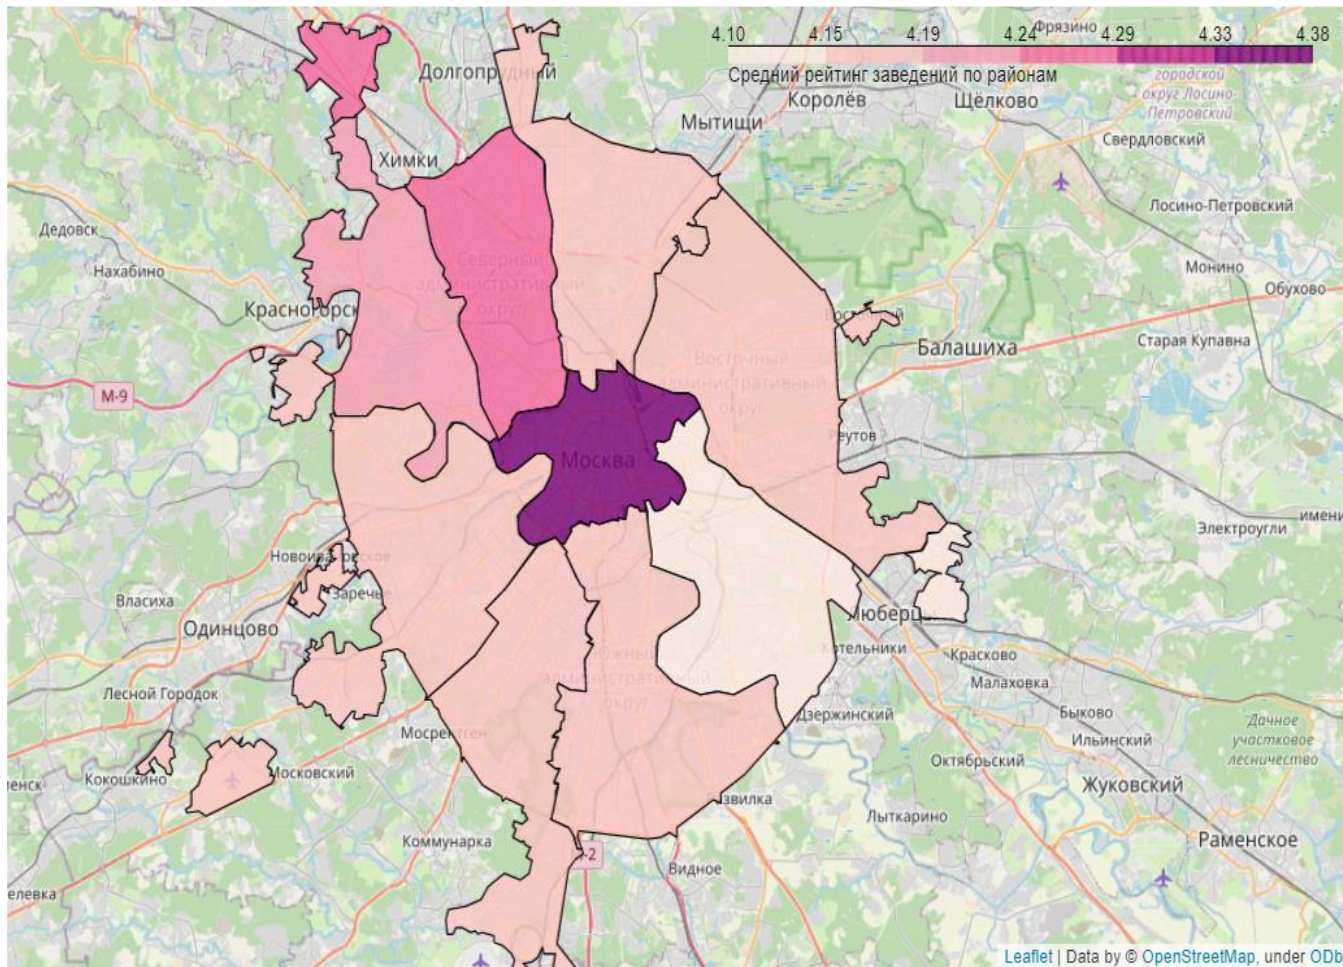 4.10 4.15 4.19 4.24 4.29 4.33 4.38
Средний рейтинг заведений по районам
Фрязино
Долгопрудный
Королёв
Щёлково
городской
округ Лосино-
Петровский
Мытищи
Свердловский
Химки
Лосино-Петровский
Дедовск
Нахабино
Северный
административный
округ
Монино
Обухово
Красногорск
Балашиха
Старая Купавна
Восточный
административный
округ
М-9
Реутов
Москва
Электроугли
имени
Заречь
Власиха
Одинцово
Люберцы
Котельники
Красково
Малаховка
Южный
административный
округ
Лесной Городок
Дзержинский
Быково
Ильинский
Дачное
участковое
лесничество
Мосрентген
Кокошкино
Московский
Октябрьский
Жуковский
Развилка
Лыткарино
Коммунарка
Раменское
Видное
Leaflet | Data by © OpenStreetMap, under ODb